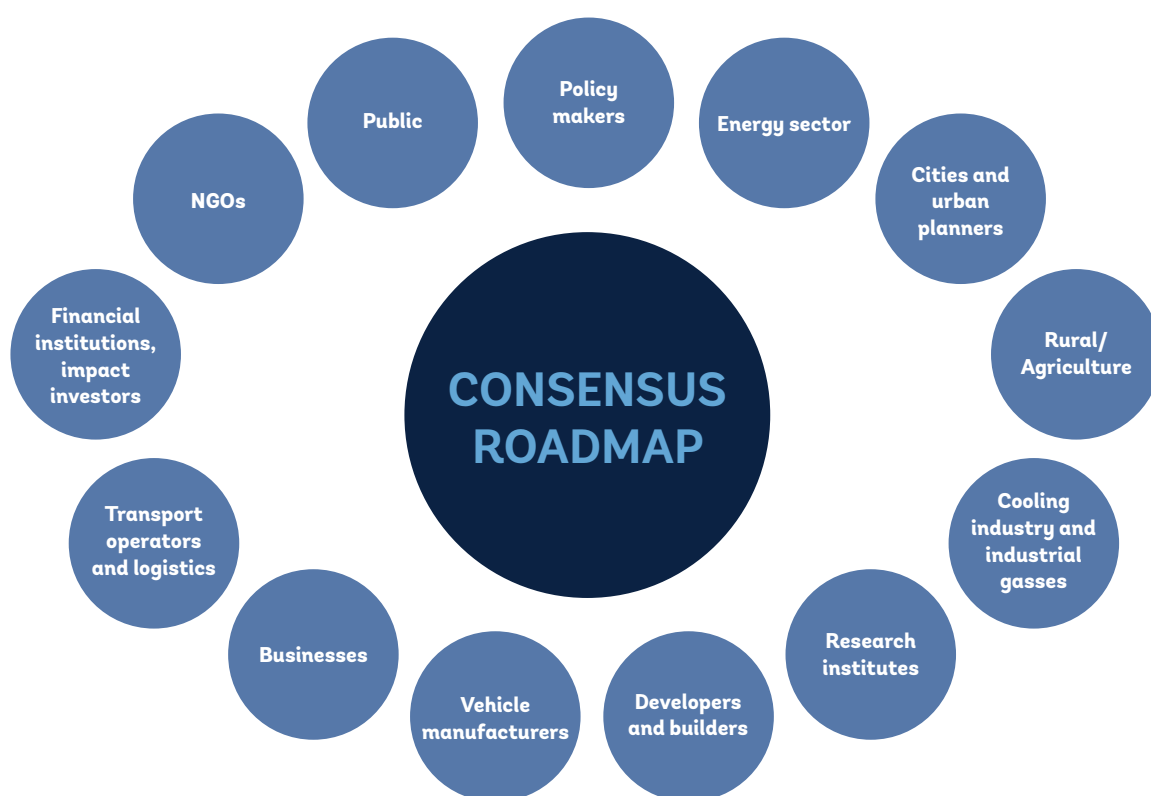 Policy
makers
Energy sector
Cities and
urban
planners
Rural/
Agriculture
Cooling
industry and
industrial
gasses
Research
institutes
Developers
and builders
Vehicle
manufacturers
Businesses
Transport
operators
and logistics
Financial
institutions,
impact
investors
NGOs
Public
CONSENSUS
ROADMAP